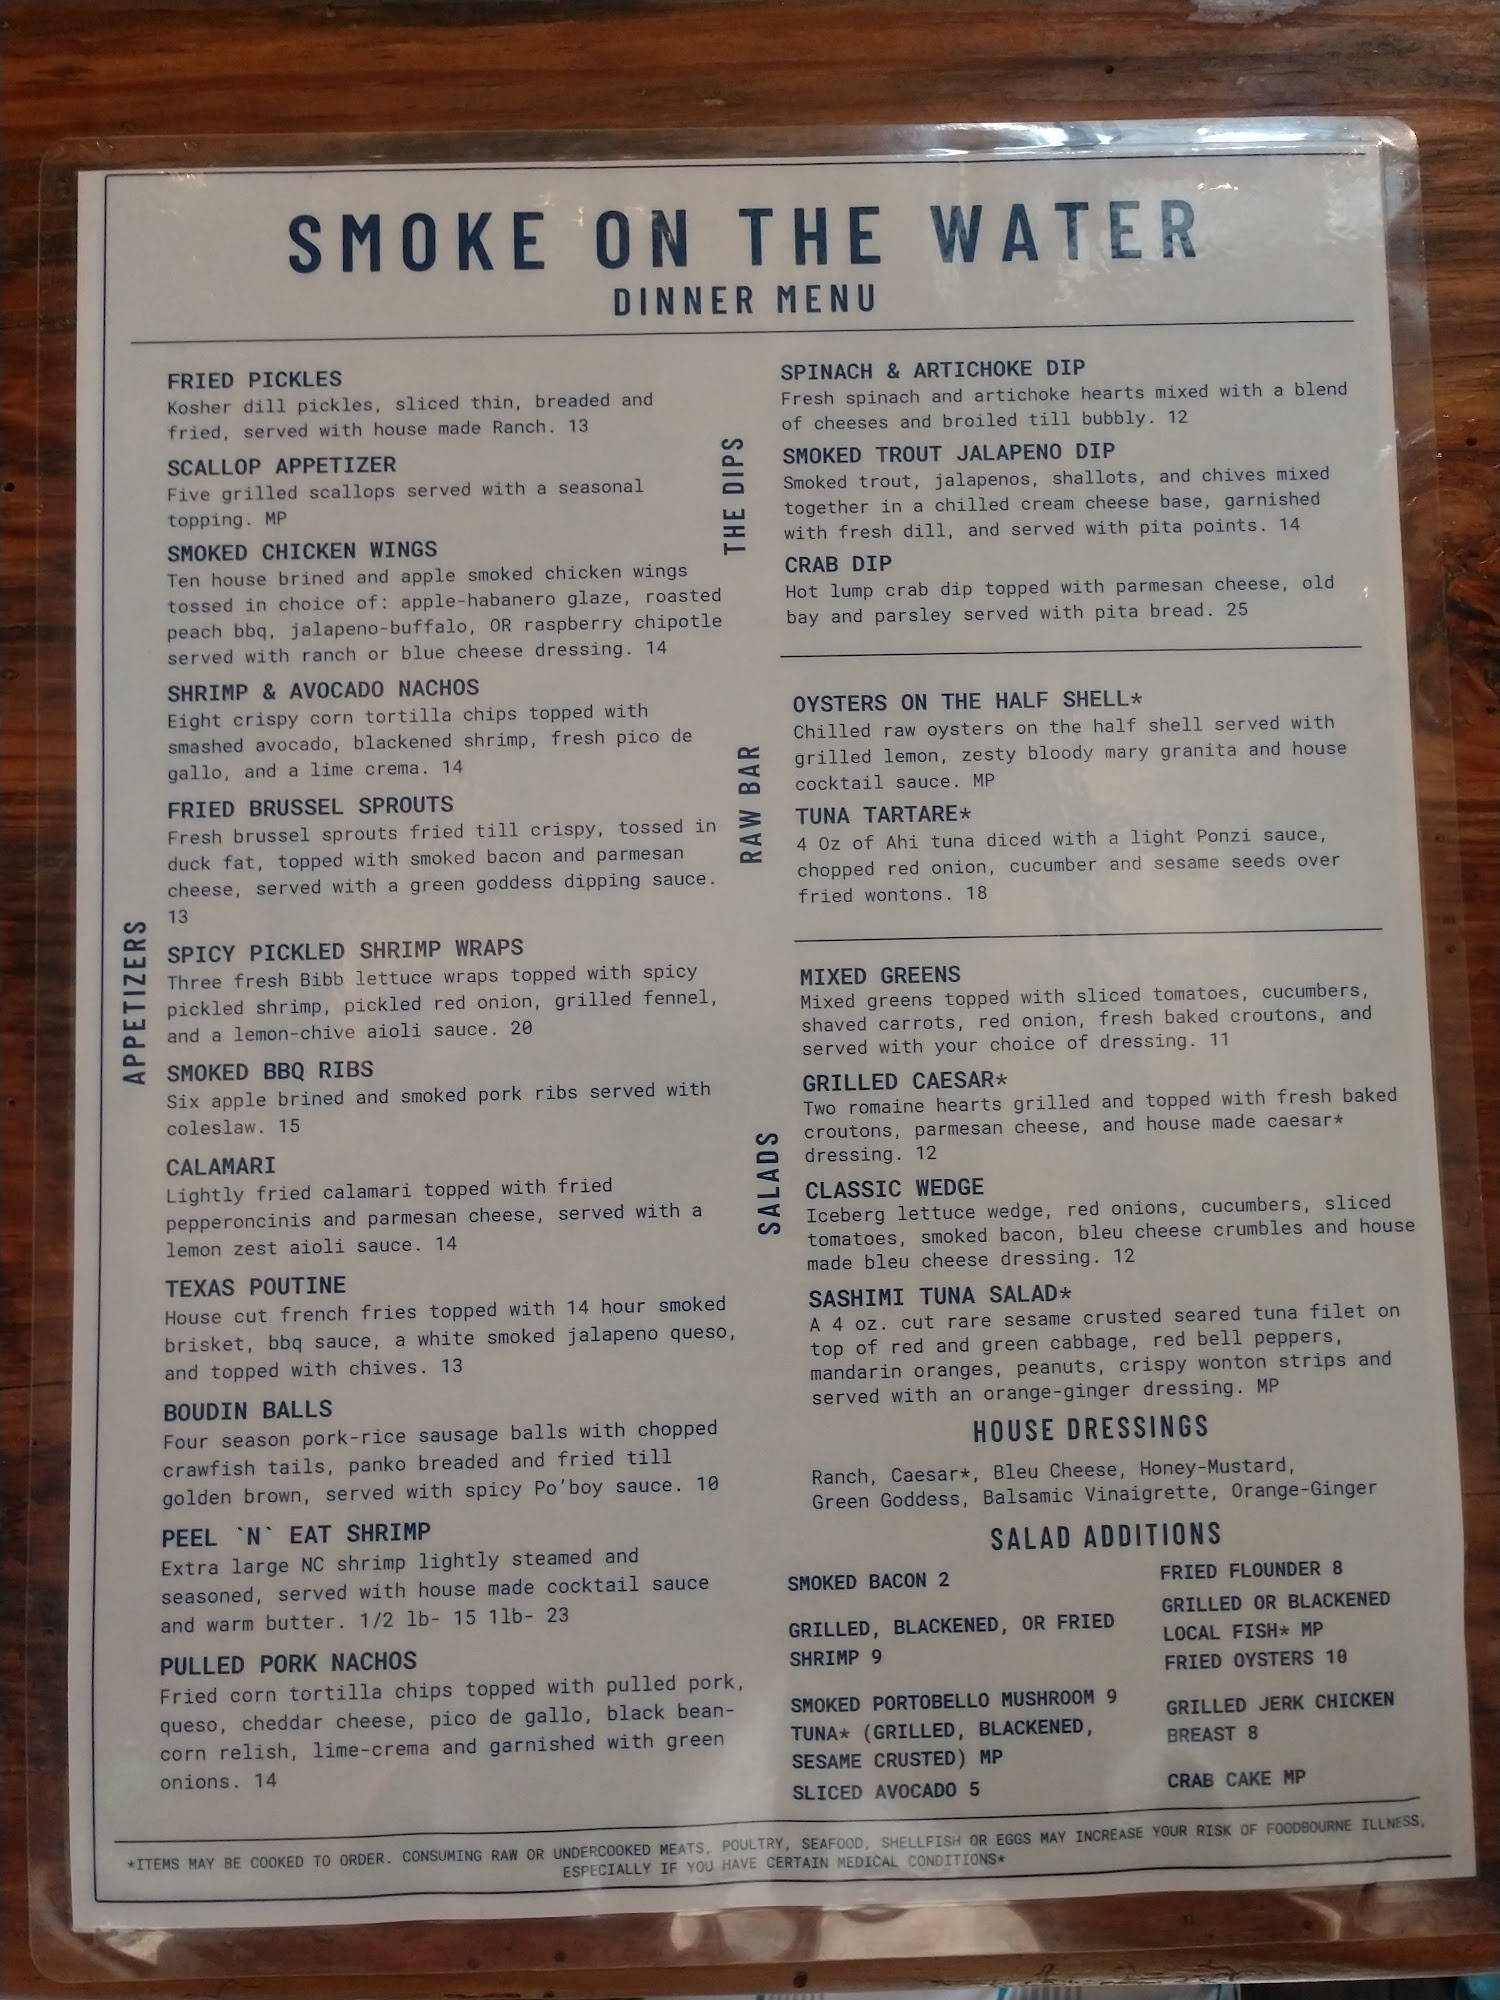 SMOKE ON THE WATER
DINNER MENU
APPETIZERS
FRIED PICKLES
Kosher dill pickles, sliced thin, breaded and
fried, served with house made Ranch. 13
SCALLOP APPETIZER
Five grilled scallops served with a seasonal
topping. MP
SMOKED CHICKEN WINGS
Ten house brined and apple smoked chicken wings
tossed in choice of: apple-habanero glaze, roasted
peach bbq, jalapeno-buffalo, OR raspberry chipotle
served with ranch or blue cheese dressing. 14
SHRIMP & AVOCADO NACHOS
Eight crispy corn tortilla chips topped with
smashed avocado, blackened shrimp, fresh pico de
gallo, and a lime crema. 14
FRIED BRUSSEL SPROUTS
Fresh brussel sprouts fried till crispy, tossed in
duck fat, topped with smoked bacon and parmesan
cheese, served with a green goddess dipping sauce.
13
SPICY PICKLED SHRIMP WRAPS
Three fresh Bibb lettuce wraps topped with spicy
pickled shrimp, pickled red onion, grilled fennel,
and a lemon-chive aioli sauce. 20
SMOKED BBQ RIBS
Six apple brined and smoked pork ribs served with
coleslaw. 15
CALAMARI
Lightly fried calamari topped with fried
pepperoncinis and parmesan cheese, served with a
lemon zest aioli sauce. 14
TEXAS POUTINE
House cut french fries topped with 14 hour smoked
brisket, bbq sauce, a white smoked jalapeno queso,
and topped with chives. 13
BOUDIN BALLS
Four season pork-rice sausage balls with chopped
crawfish tails, panko breaded and fried till
golden brown, served with spicy Po'boy sauce. 10
PEEL `N` EAT SHRIMP
Extra large NC shrimp lightly steamed and
seasoned, served with house made cocktail sauce
and warm butter. 1/2 lb- 15 1lb- 23
PULLED PORK NACHOS
Fried corn tortilla chips topped with pulled pork,
queso, cheddar cheese, pico de gallo, black bean-
corn relish, lime-crema and garnished with green
onions. 14
THE DIPS
SPINACH & ARTICHOKE DIP
Fresh spinach and artichoke hearts mixed with a blend
of cheeses and broiled till bubbly. 12
SMOKED TROUT JALAPENO DIP
Smoked trout, jalapenos, shallots, and chives mixed
together in a chilled cream cheese base, garnished
with fresh dill, and served with pita points. 14
CRAB DIP
Hot lump crab dip topped with parmesan cheese, old
bay and parsley served with pita bread. 25
RAW BAR
OYSTERS ON THE HALF SHELL*
Chilled raw oysters on the half shell served with
grilled lemon, zesty bloody mary granita and house
cocktail sauce. MP
TUNA TARTARE*
4 Oz of Ahi tuna diced with a light Ponzi sauce,
chopped red onion, cucumber and sesame seeds over
fried wontons. 18
SALADS
MIXED GREENS
Mixed greens topped with sliced tomatoes, cucumbers,
shaved carrots, red onion, fresh baked croutons, and
served with your choice of dressing. 11
GRILLED CAESAR*
Two romaine hearts grilled and topped with fresh baked
croutons, parmesan cheese, and house made caesar*
dressing. 12
CLASSIC WEDGE
Iceberg lettuce wedge, red onions, cucumbers, sliced
tomatoes, smoked bacon, bleu cheese crumbles and house
made bleu cheese dressing. 12
SASHIMI TUNA SALAD*
A 4 oz. cut rare sesame crusted seared tuna filet on
top of red and green cabbage, red bell peppers,
mandarin oranges, peanuts, crispy wonton strips and
served with an orange-ginger dressing. MP
HOUSE DRESSINGS
Ranch, Caesar*, Bleu Cheese, Honey-Mustard,
Green Goddess, Balsamic Vinaigrette, Orange-Ginger
SALAD ADDITIONS
SMOKED BACON 2
GRILLED, BLACKENED, OR FRIED
SHRIMP 9
SMOKED PORTOBELLO MUSHROOM 9
TUNA* (GRILLED, BLACKENED,
SESAME CRUSTED) MP
SLICED AVOCADO 5
FRIED FLOUNDER 8
GRILLED OR BLACKENED
LOCAL FISH* MP
FRIED OYSTERS 10
GRILLED JERK CHICKEN
BREAST 8
CRAB CAKE MP
*ITEMS MAY BE COOKED TO ORDER. CONSUMING RAW OR UNDERCOOKED MEATS, POULTRY, SEAFOOD, SHELLFISH OR EGGS MAY INCREASE YOUR RISK OF FOODBOURNE ILLNESS,
ESPECIALLY IF YOU HAVE CERTAIN MEDICAL CONDITIONS*